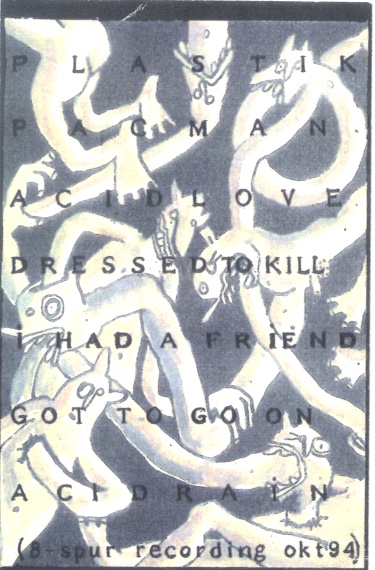 PLASTIK
PACMAN
ACIDLOVE
DRESSED TO KILL
i HAD A FRiEND
GOT TO GO ON
ACiDRAiN
(8-spur recording okt94)